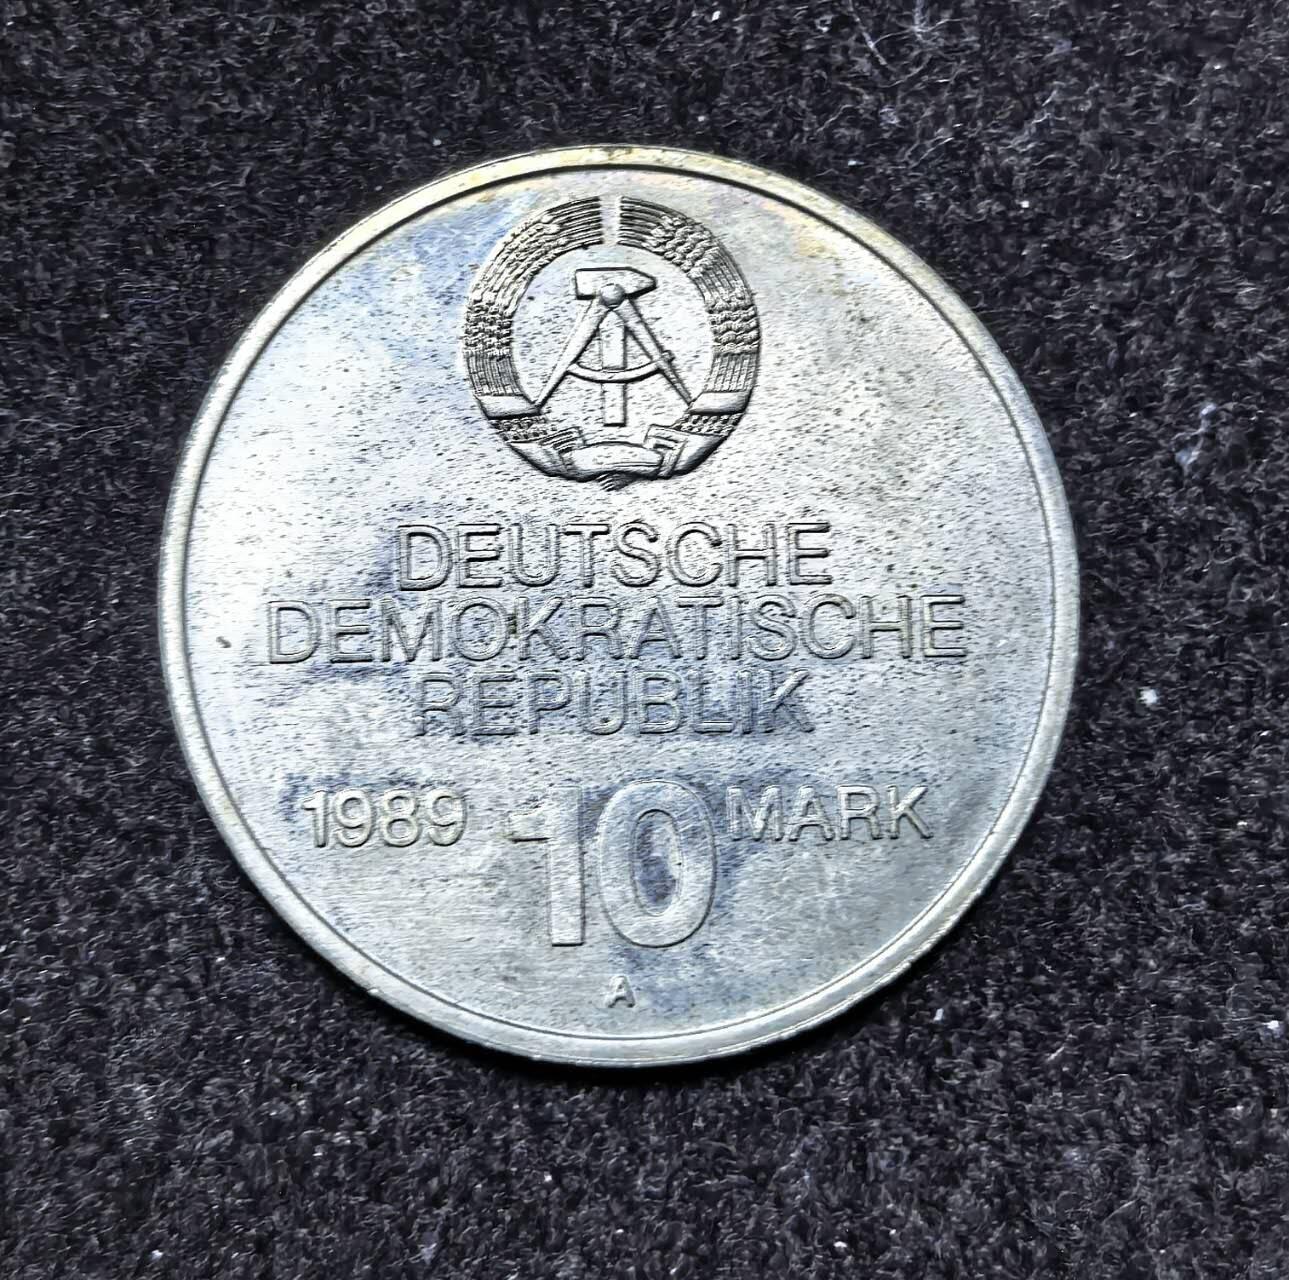 DEUTSCHE
DEMOKRATISCHE
REPUBLIK
1989 10 MARK
A